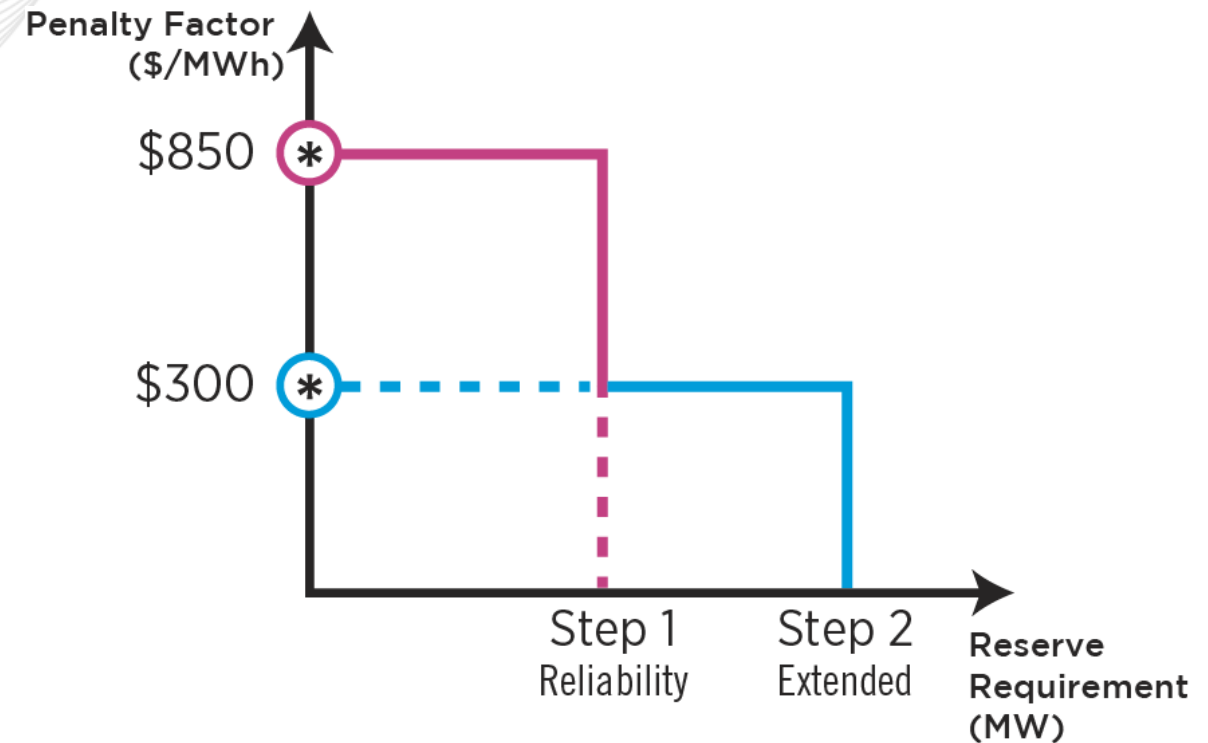 Penalty Factor
($/MWh)
$850
*
$300
*
Step 1
Reliability
Step 2
Extended
Reserve
Requirement
(MW)